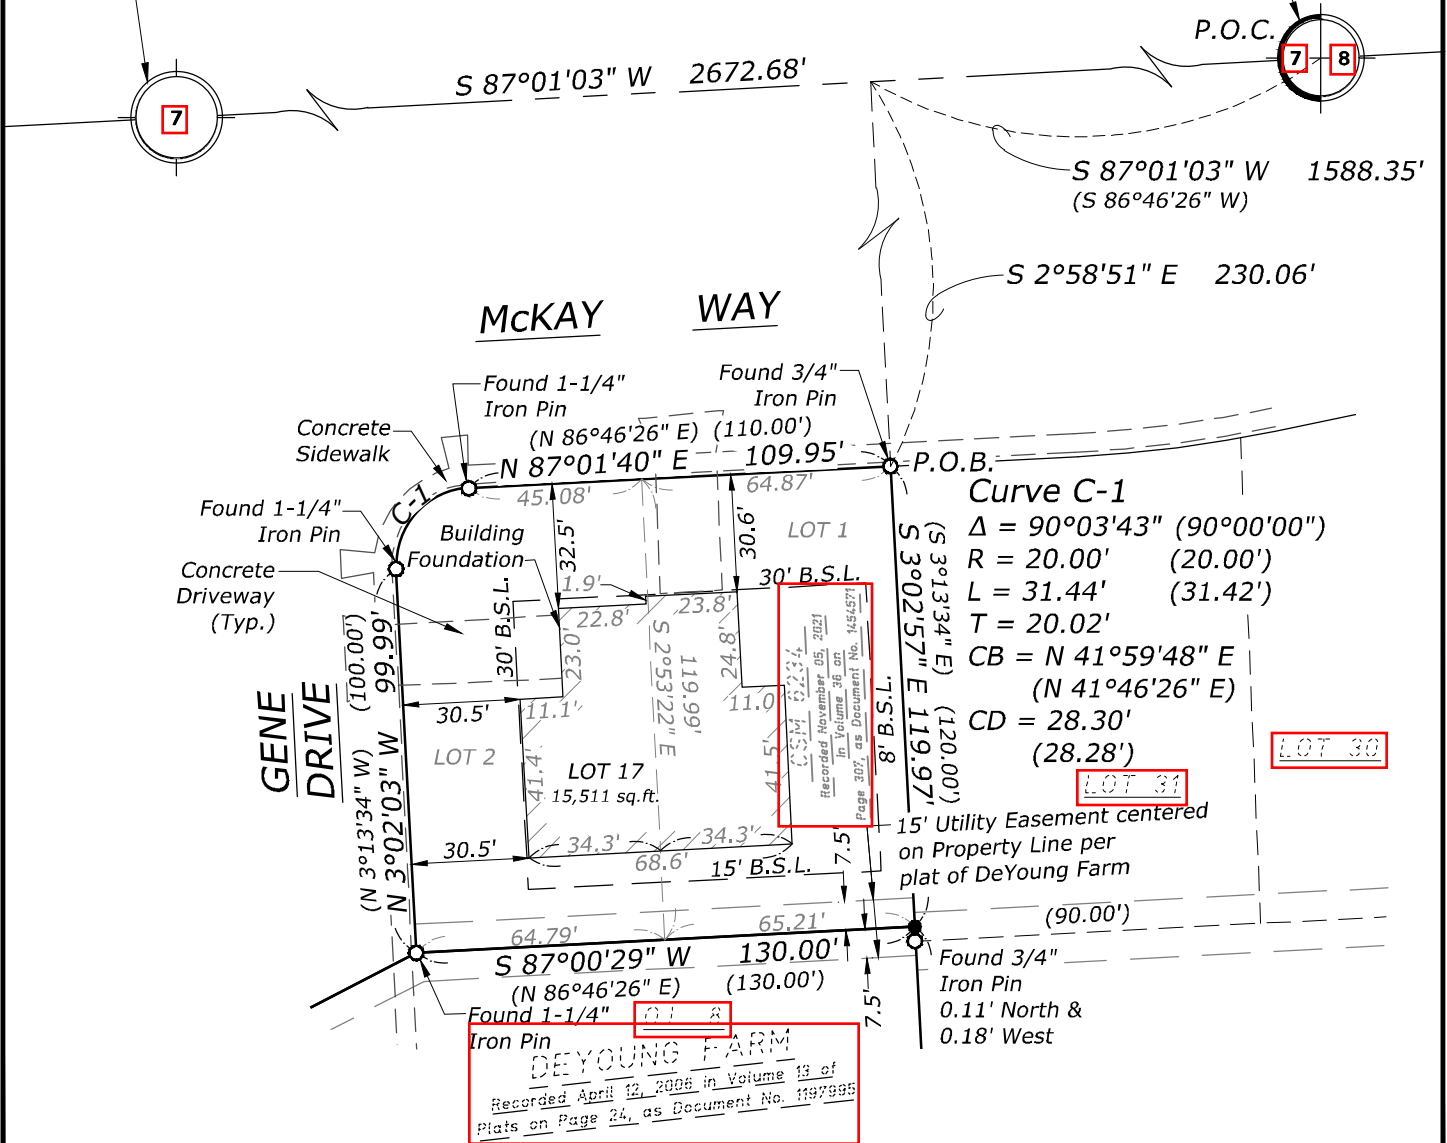 P.O.C.
7
8
7
S 87°01'03" W 2672.68'
S 87°01'03" W 1588.35'
(S 86°46'26" W)
S 2°58'51" E 230.06'
McKAY WAY
Found 1-1/4"
Iron Pin
Found 3/4"
Iron Pin
Concrete
Sidewalk
(N 86°46'26" E) (110.00')
N 87°01'40" E 109.95'
P.O.B.
45.08'
64.87'
C-1
Found 1-1/4"
Iron Pin
Building
Foundation
32.5'
30.6'
LOT 1
Concrete
Driveway
(Typ.)
1.9'
30' B.S.L.
22.8'
23.8'
30' B.S.L.
23.0'
24.8'
S 2°53'22" E
119.99'
11.1'
11.0'
30.5'
GENE
DRIVE
(N 3°13'34" W) (100.00')
N 3°02'03" W 99.99'
LOT 2
41.4'
41.5'
LOT 17
15,511 sq.ft.
CSM 6234
Recorded November 05, 2021
in Volume 36 on
Page 307, as Document No. 1454571
8' B.S.L.
S 3°02'57" E 119.97'
(S 3°13'34" E) (120.00')
Curve C-1
Δ = 90°03'43" (90°00'00")
R = 20.00' (20.00')
L = 31.44' (31.42')
T = 20.02'
CB = N 41°59'48" E
(N 41°46'26" E)
CD = 28.30'
(28.28')
LOT 30
LOT 31
15' Utility Easement centered
on Property Line per
plat of DeYoung Farm
30.5'
34.3'
34.3'
68.6'
15' B.S.L.
7.5'
64.79'
65.21'
(90.00')
S 87°00'29" W 130.00'
(N 86°46'26" E) (130.00')
7.5'
Found 3/4"
Iron Pin
0.11' North &
0.18' West
Found 1-1/4"
Iron Pin
8
DEYOUNG FARM
Recorded April 12, 2006 in Volume 13 of
Plats on Page 24, as Document No. 1197995